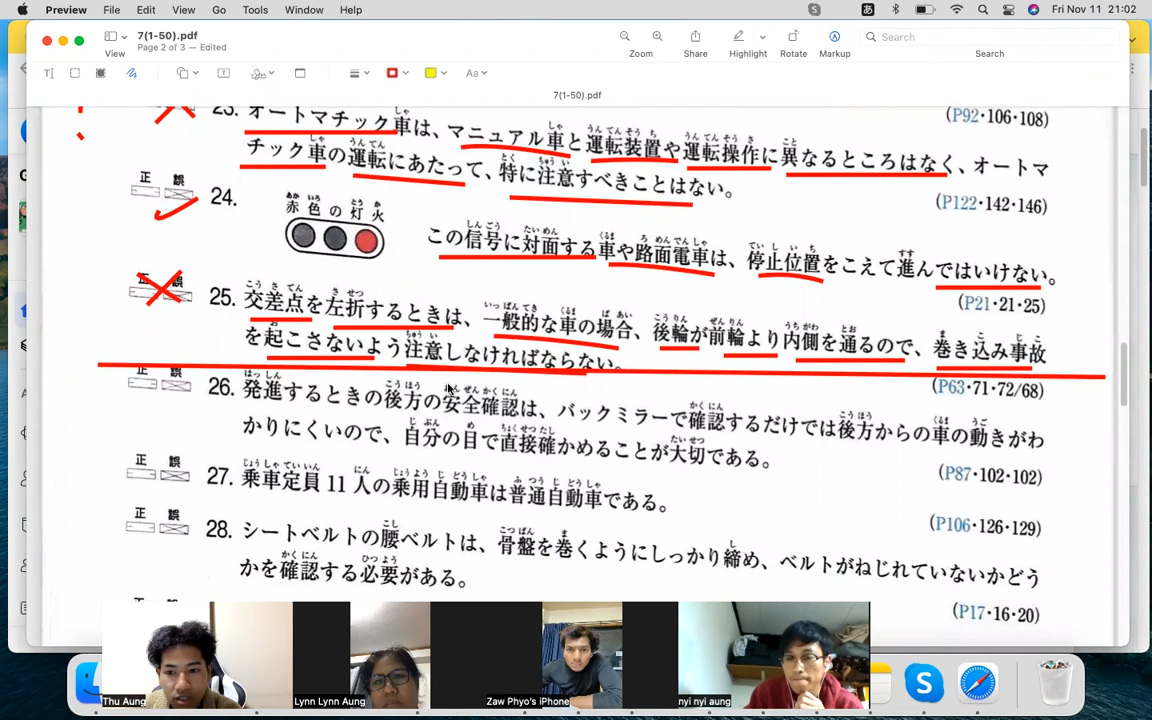 Preview File Edit View Go Tools Window Help あ Fri Nov 11 21:02
7(1-50).pdf
Page 2 of 3 — Edited
View Zoom Share Highlight Rotate Markup Search
Search
Aa
7(1-50).pdf
23. オートマチック車は、マニュアル車と運転装置や運転操作に異なるところはなく、オートマ
チック車の運転にあたって、特に注意すべきことはない。
(P92・106・108)
正 誤
24. 赤色の灯火 この信号に対面する車や路面電車は、停止位置をこえて進んではいけない。
(P122・142・146)
正 誤
25. 交差点を左折するときは、一般的な車の場合、後輪が前輪より内側を通るので、巻き込み事故
を起こさないよう注意しなければならない。
(P21・21・25)
26. 発進するときの後方の安全確認は、バックミラーで確認するだけでは後方からの車の動きがわ
かりにくいので、自分の目で直接確かめることが大切である。
(P63・71・72/68)
正 誤
27. 乗車定員11人の乗用自動車は普通自動車である。
(P87・102・102)
正 誤
28. シートベルトの腰ベルトは、骨盤を巻くようにしっかり締め、ベルトがねじれていないかどう
かを確認する必要がある。
(P106・126・129)
(P17・16・20)
Thu Aung
Lynn Lynn Aung
Zaw Phyo's iPhone
nyi nyi aung